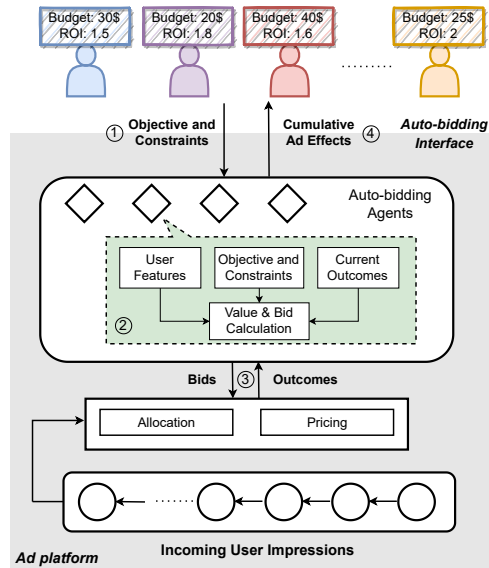 Budget: 30$
ROI: 1.5
Budget: 20$
ROI: 1.8
Budget: 40$
ROI: 1.6
Budget: 25$
ROI: 2
.........
① Objective and
Constraints
Cumulative
Ad Effects
④
Auto-bidding
Interface
Auto-bidding
Agents
User
Features
Objective and
Constraints
Current
Outcomes
②
Value & Bid
Calculation
Bids
③
Outcomes
Allocation
Pricing
.......
Incoming User Impressions
Ad platform